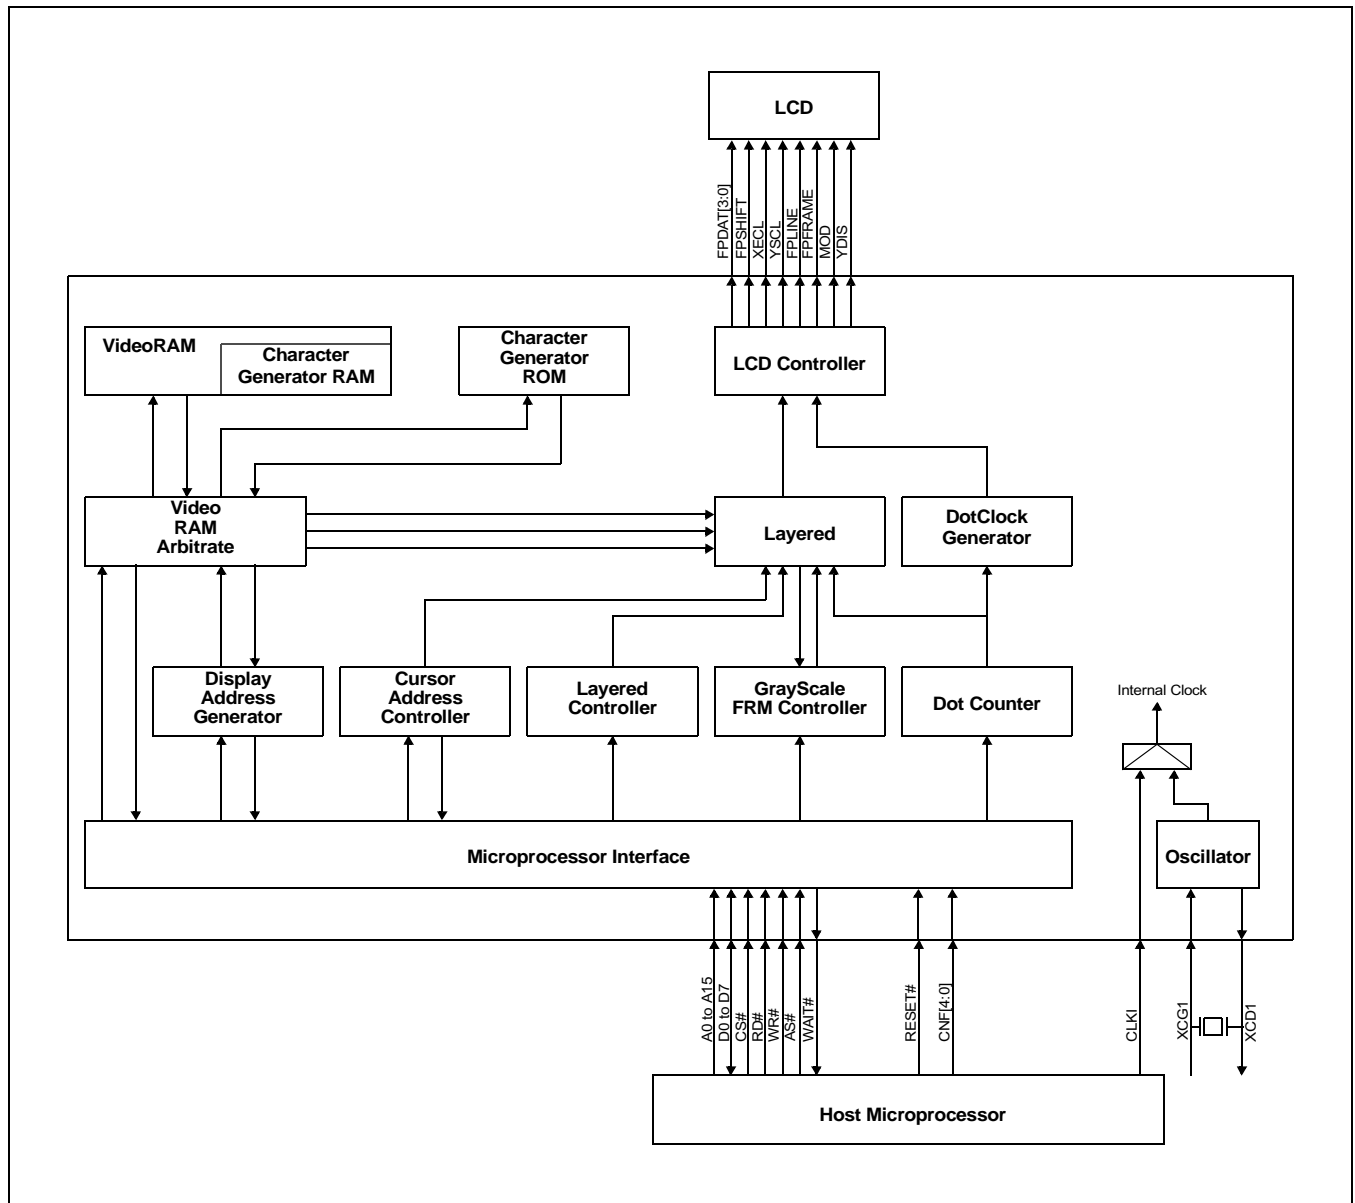 LCD
FPDAT[3:0]
FPSHIFT
XECL
YSCL
FPLINE
FPFRAME
MOD
YDIS
VideoRAM
Character
Generator RAM
Character
Generator
ROM
LCD Controller
Video
RAM
Arbitrate
Layered
DotClock
Generator
Display
Address
Generator
Cursor
Address
Controller
Layered
Controller
GrayScale
FRM Controller
Dot Counter
Internal Clock
Microprocessor Interface
Oscillator
A0 to A15
D0 to D7
CS#
RD#
WR#
AS#
WAIT#
RESET#
CNF[4:0]
CLKI
XCG1
XCD1
Host Microprocessor